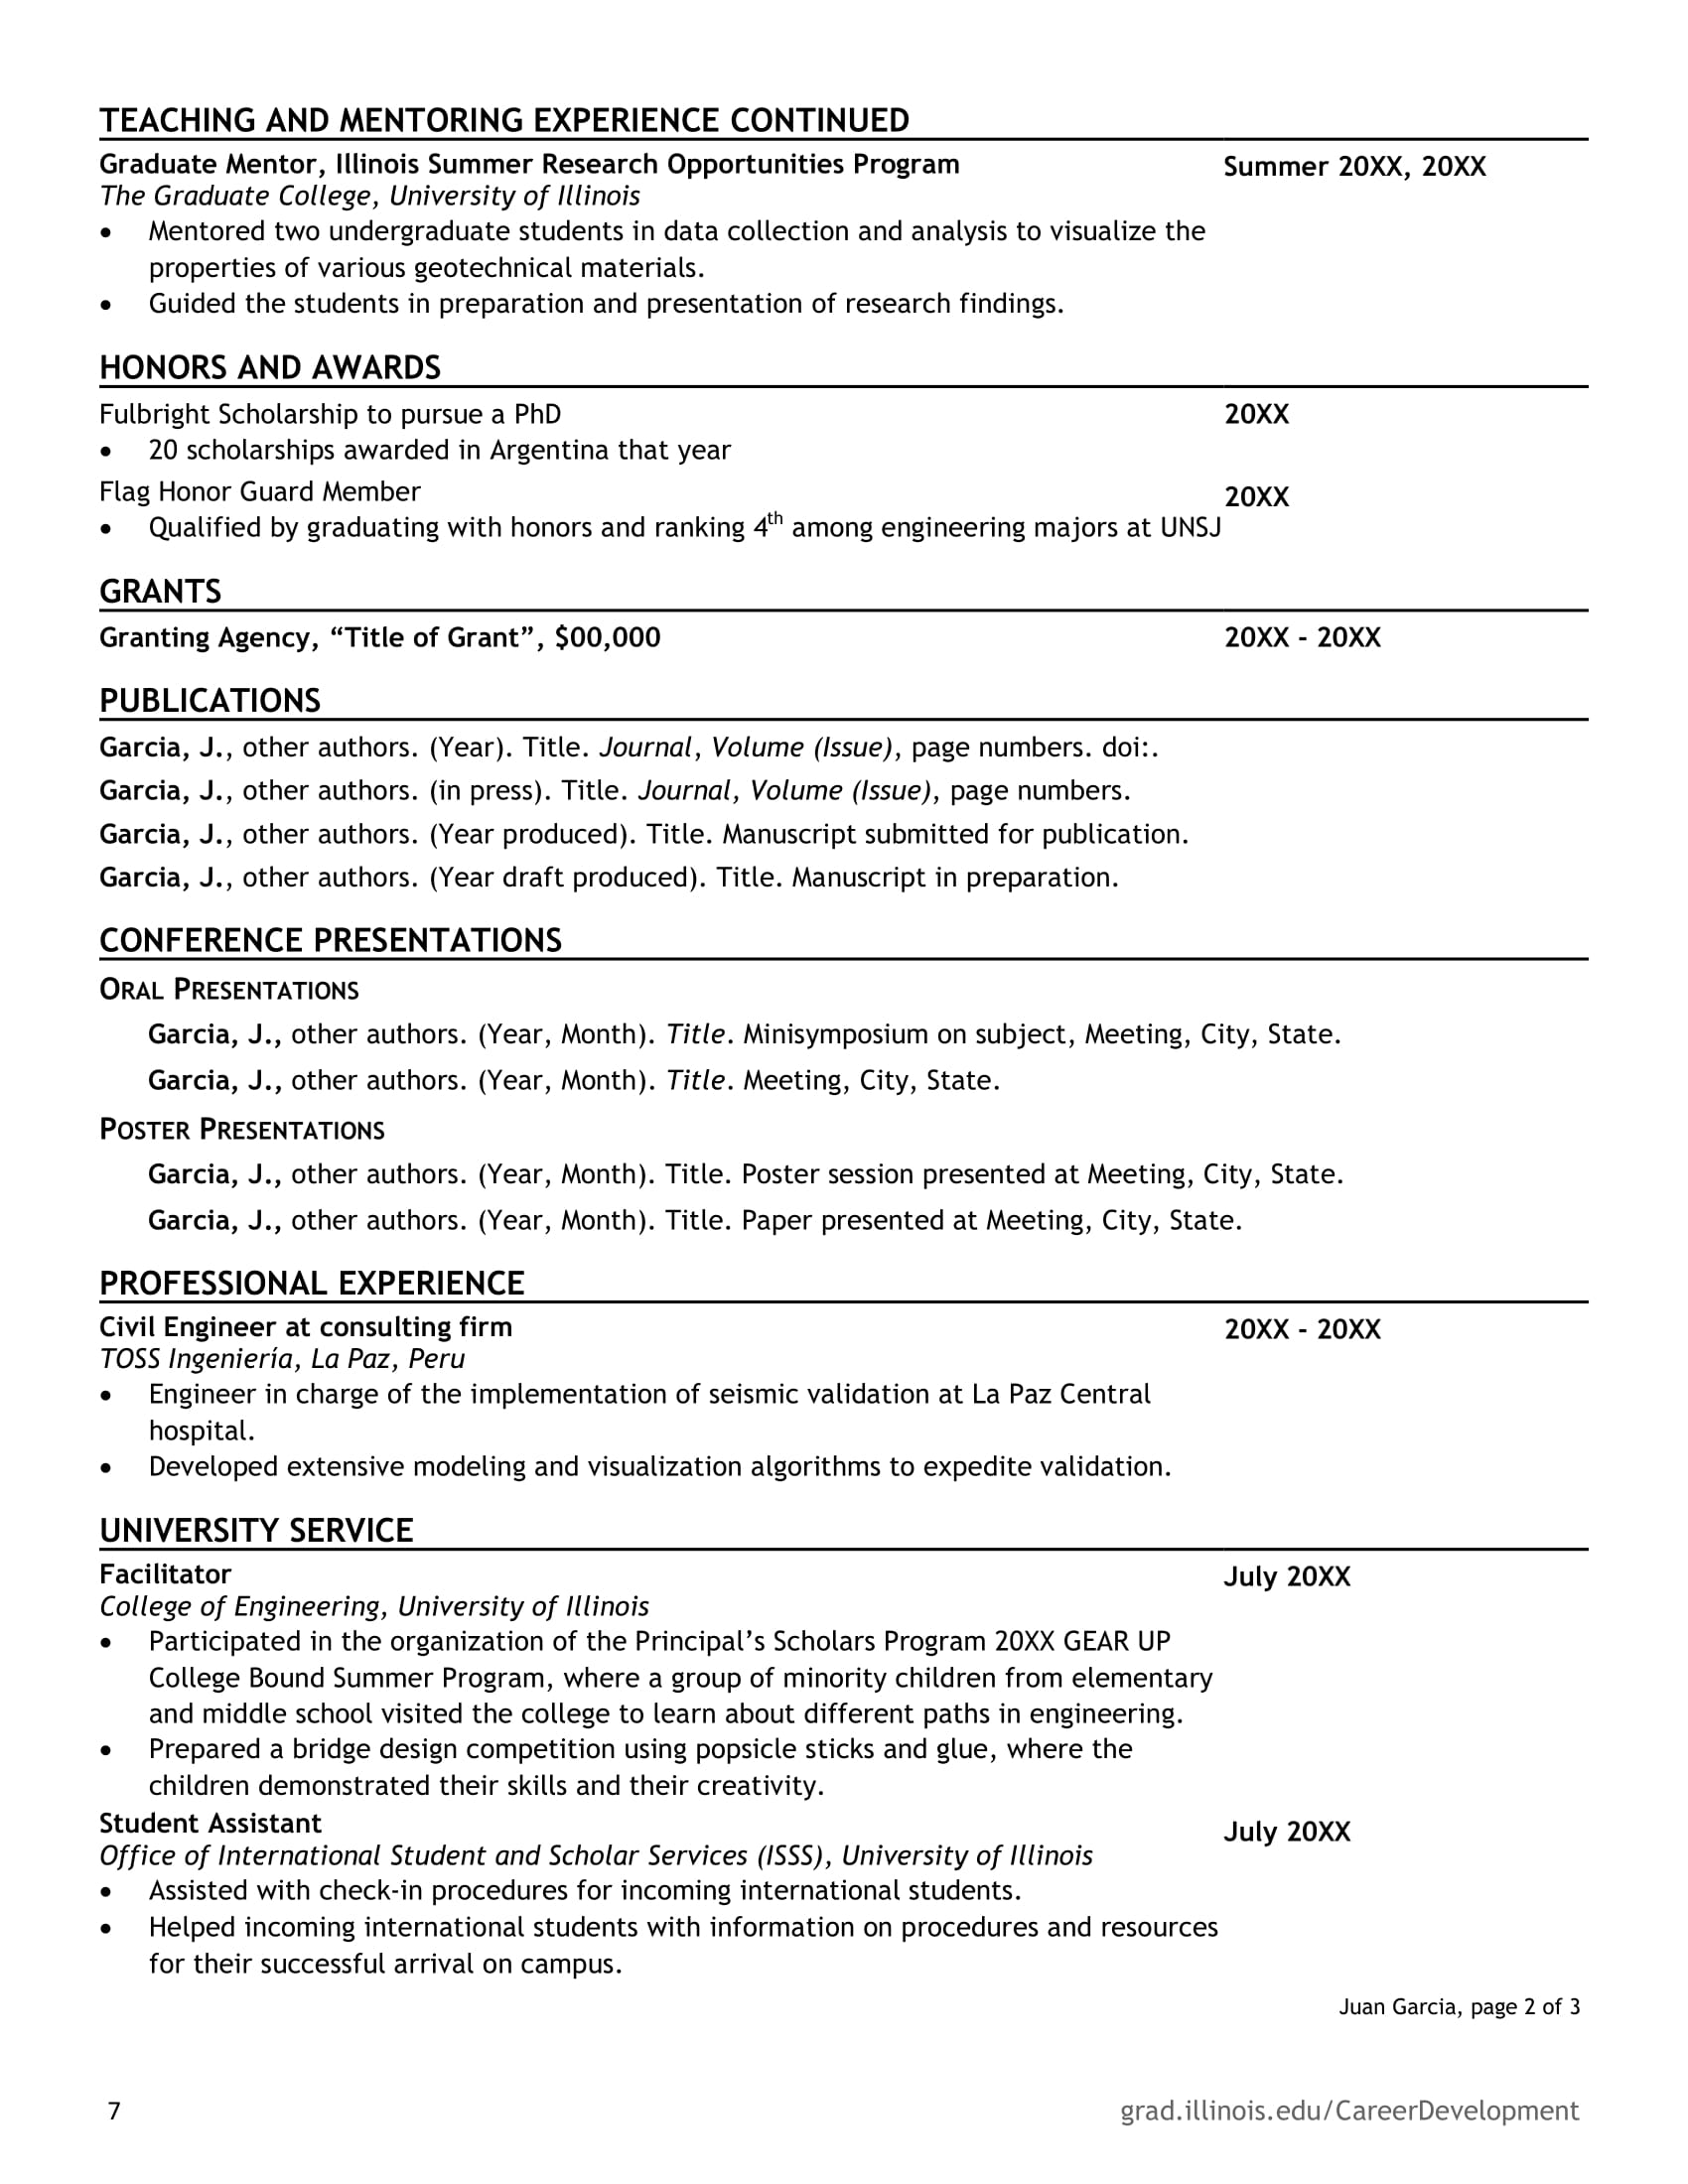 TEACHING AND MENTORING EXPERIENCE CONTINUED
Graduate Mentor, Illinois Summer Research Opportunities Program Summer 20XX, 20XX
The Graduate College, University of Illinois
• Mentored two undergraduate students in data collection and analysis to visualize the
properties of various geotechnical materials.
• Guided the students in preparation and presentation of research findings.
HONORS AND AWARDS
Fulbright Scholarship to pursue a PhD 20XX
• 20 scholarships awarded in Argentina that year
Flag Honor Guard Member 20XX
• Qualified by graduating with honors and ranking 4th among engineering majors at UNSJ
GRANTS
Granting Agency, “Title of Grant”, $00,000 20XX - 20XX
PUBLICATIONS
Garcia, J., other authors. (Year). Title. Journal, Volume (Issue), page numbers. doi:.
Garcia, J., other authors. (in press). Title. Journal, Volume (Issue), page numbers.
Garcia, J., other authors. (Year produced). Title. Manuscript submitted for publication.
Garcia, J., other authors. (Year draft produced). Title. Manuscript in preparation.
CONFERENCE PRESENTATIONS
ORAL PRESENTATIONS
Garcia, J., other authors. (Year, Month). Title. Minisymposium on subject, Meeting, City, State.
Garcia, J., other authors. (Year, Month). Title. Meeting, City, State.
POSTER PRESENTATIONS
Garcia, J., other authors. (Year, Month). Title. Poster session presented at Meeting, City, State.
Garcia, J., other authors. (Year, Month). Title. Paper presented at Meeting, City, State.
PROFESSIONAL EXPERIENCE
Civil Engineer at consulting firm 20XX - 20XX
TOSS Ingeniería, La Paz, Peru
• Engineer in charge of the implementation of seismic validation at La Paz Central
hospital.
• Developed extensive modeling and visualization algorithms to expedite validation.
UNIVERSITY SERVICE
Facilitator July 20XX
College of Engineering, University of Illinois
• Participated in the organization of the Principal’s Scholars Program 20XX GEAR UP
College Bound Summer Program, where a group of minority children from elementary
and middle school visited the college to learn about different paths in engineering.
• Prepared a bridge design competition using popsicle sticks and glue, where the
children demonstrated their skills and their creativity.
Student Assistant July 20XX
Office of International Student and Scholar Services (ISSS), University of Illinois
• Assisted with check-in procedures for incoming international students.
• Helped incoming international students with information on procedures and resources
for their successful arrival on campus.
Juan Garcia, page 2 of 3
7 grad.illinois.edu/CareerDevelopment